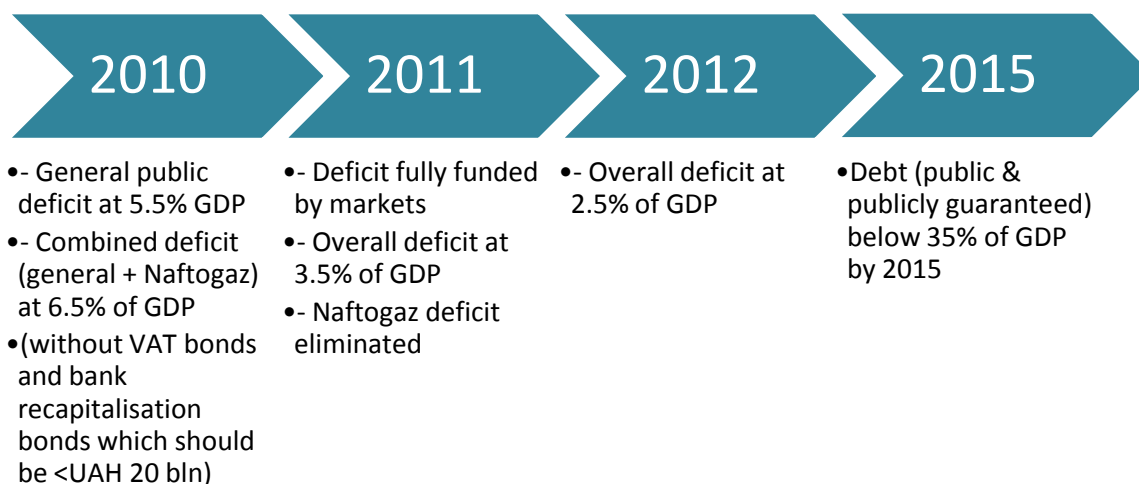 2010
2011
2012
2015
•- General public
deficit at 5.5% GDP
•- Combined deficit
(general + Naftogaz)
at 6.5% of GDP
•(without VAT bonds
and bank
recapitalisation
bonds which should
be <UAH 20 bln)
•- Deficit fully funded
by markets
•- Overall deficit at
3.5% of GDP
•- Naftogaz deficit
eliminated
•- Overall deficit at
2.5% of GDP
•Debt (public &
publicly guaranteed)
below 35% of GDP
by 2015